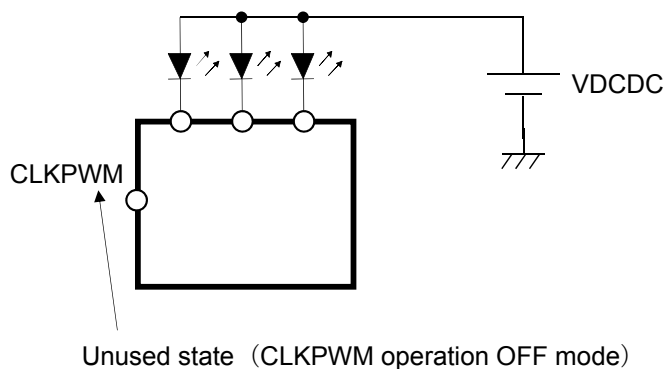 VDCDC
CLKPWM
Unused state（CLKPWM operation OFF mode）